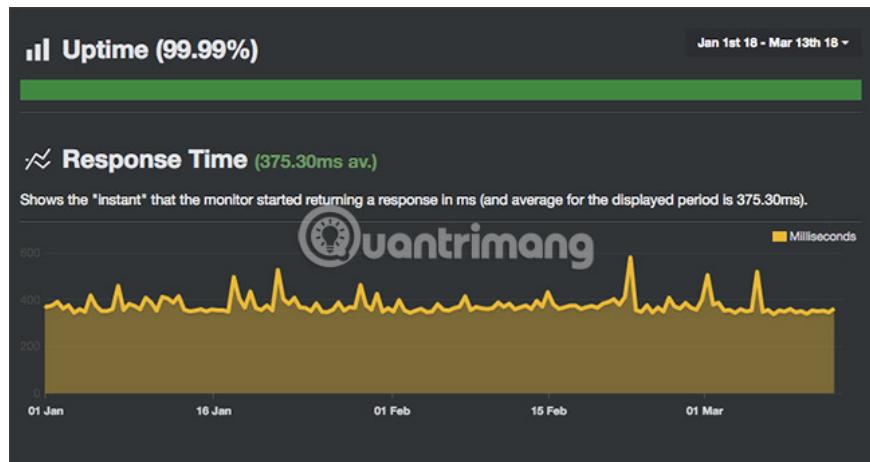 Uptime (99.99%)
Jan 1st 18 - Mar 13th 18
Response Time (375.30ms av.)
Shows the "instant" that the monitor started returning a response in ms (and average for the displayed period is 375.30ms).
Quantrimang
Milliseconds
600
400
200
0
01 Jan 16 Jan 01 Feb 15 Feb 01 Mar